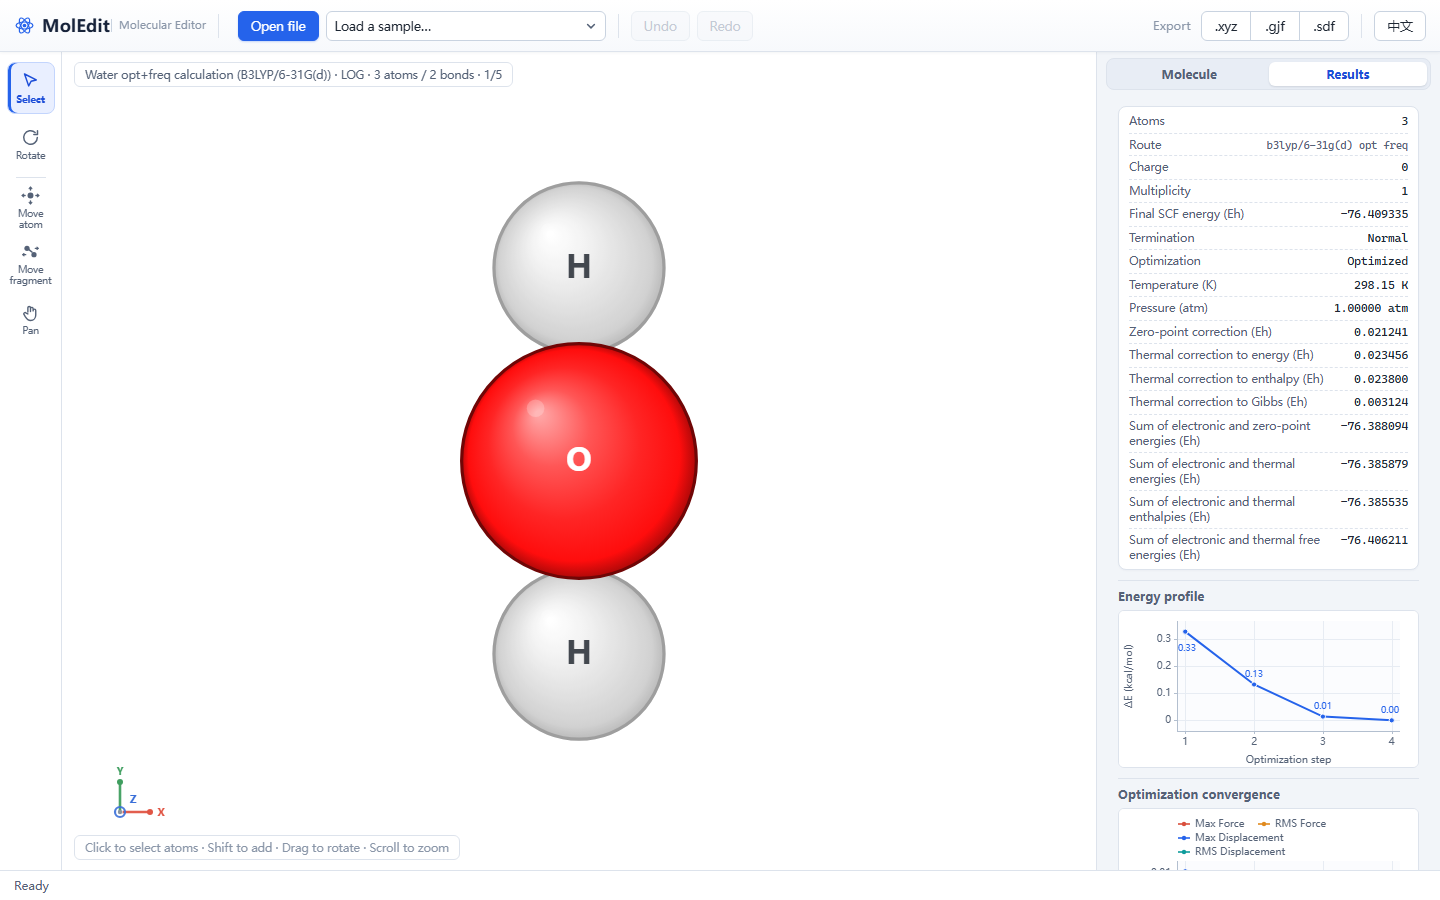 MolEdit Molecular Editor Open file Load a sample... Undo Redo Export .xyz .gjf .sdf 中文
Select
Rotate
Move
atom
Move
fragment
Pan
Water opt+freq calculation (B3LYP/6-31G(d)) · LOG · 3 atoms / 2 bonds · 1/5
H
O
H
Y
Z
X
Click to select atoms · Shift to add · Drag to rotate · Scroll to zoom
Molecule Results
Atoms 3
Route b3lyp/6-31g(d) opt freq
Charge 0
Multiplicity 1
Final SCF energy (Eh) −76.409335
Termination Normal
Optimization Optimized
Temperature (K) 298.15 K
Pressure (atm) 1.00000 atm
Zero-point correction (Eh) 0.021241
Thermal correction to energy (Eh) 0.023456
Thermal correction to enthalpy (Eh) 0.023800
Thermal correction to Gibbs (Eh) 0.003124
Sum of electronic and zero-point −76.388094
energies (Eh)
Sum of electronic and thermal −76.385879
energies (Eh)
Sum of electronic and thermal −76.385535
enthalpies (Eh)
Sum of electronic and thermal free −76.406211
energies (Eh)
Energy profile
ΔE (kcal/mol)
0.3
0.2
0.1
0
0.33
0.13
0.01
0.00
1 2 3 4
Optimization step
Optimization convergence
Max Force RMS Force
Max Displacement
RMS Displacement
Ready